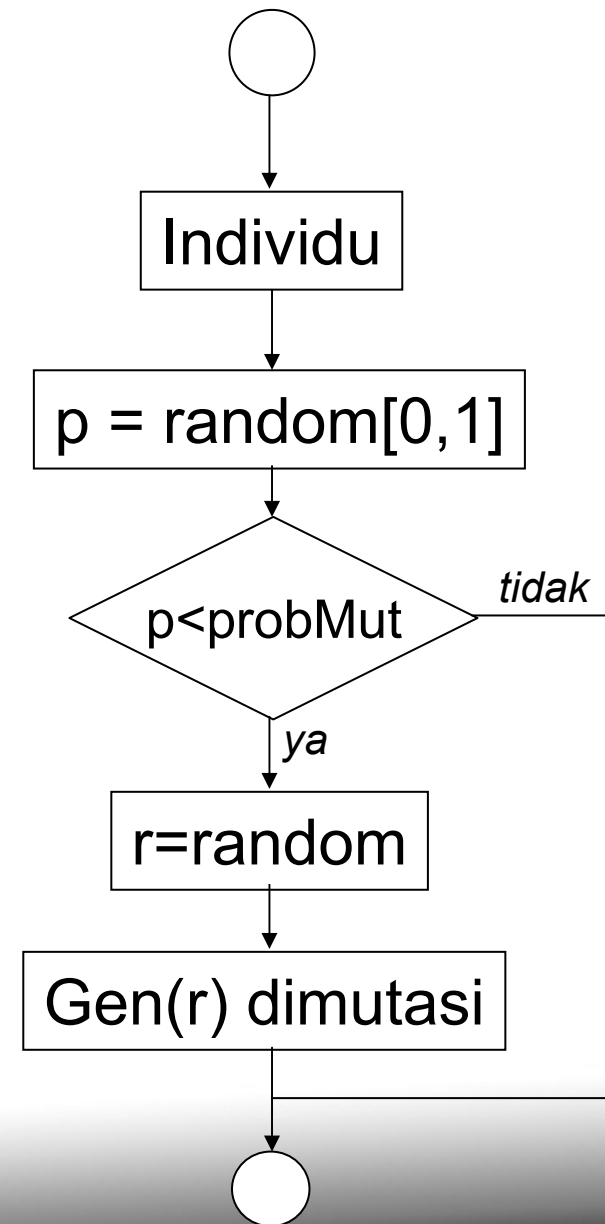 Individu
p = random[0,1]
p<probMut
tidak
ya
r=random
Gen(r) dimutasi